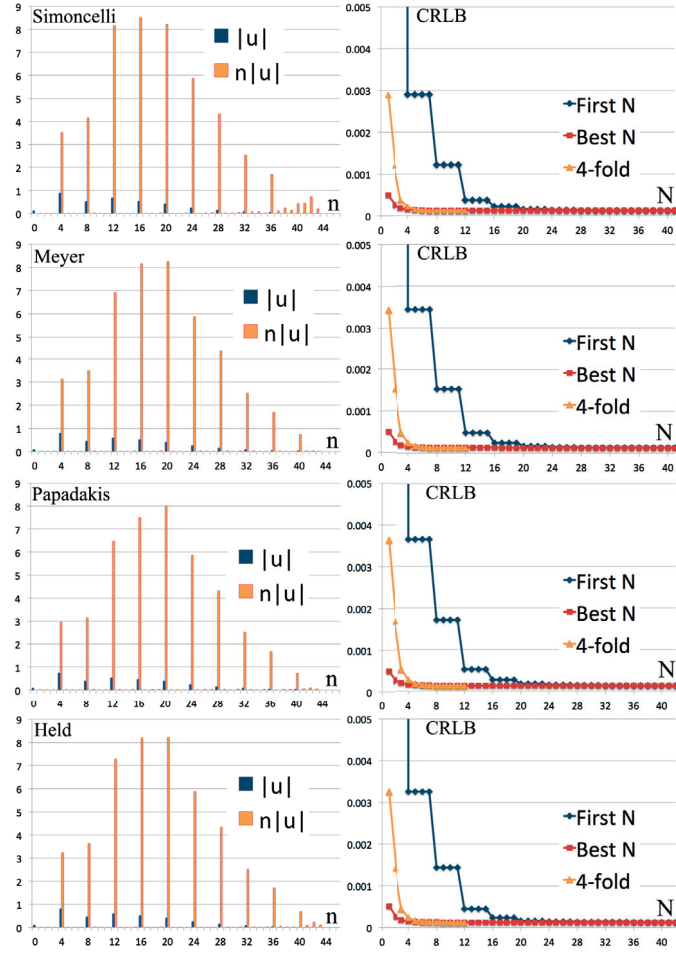 Simoncelli
9
8
7
6
5
4
3
2
1
0
|u|
n|u|
n
0 4 8 12 16 20 24 28 32 36 40 44
CRLB
0.005
0.004
0.003
0.002
0.001
0
First N
Best N
4-fold
N
0 4 8 12 16 20 24 28 32 36 40
Meyer
9
8
7
6
5
4
3
2
1
0
|u|
n|u|
n
0 4 8 12 16 20 24 28 32 36 40 44
CRLB
0.005
0.004
0.003
0.002
0.001
0
First N
Best N
4-fold
N
0 4 8 12 16 20 24 28 32 36 40
Papadakis
9
8
7
6
5
4
3
2
1
0
|u|
n|u|
n
0 4 8 12 16 20 24 28 32 36 40 44
CRLB
0.005
0.004
0.003
0.002
0.001
0
First N
Best N
4-fold
N
0 4 8 12 16 20 24 28 32 36 40
Held
9
8
7
6
5
4
3
2
1
0
|u|
n|u|
n
0 4 8 12 16 20 24 28 32 36 40 44
CRLB
0.005
0.004
0.003
0.002
0.001
0
First N
Best N
4-fold
N
0 4 8 12 16 20 24 28 32 36 40